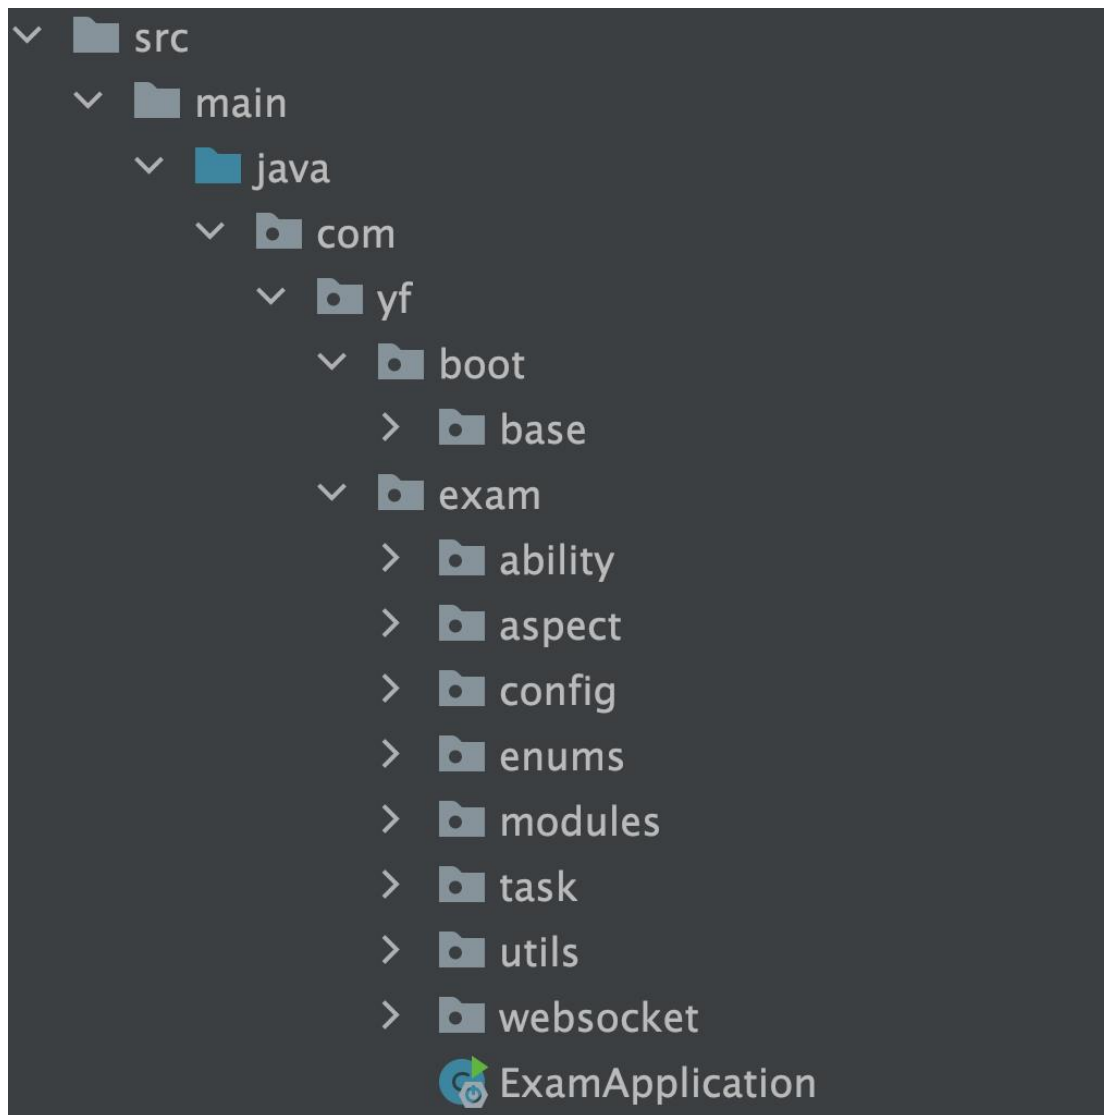 src
main
java
com
yf
boot
base
exam
ability
aspect
config
enums
modules
task
utils
websocket
ExamApplication